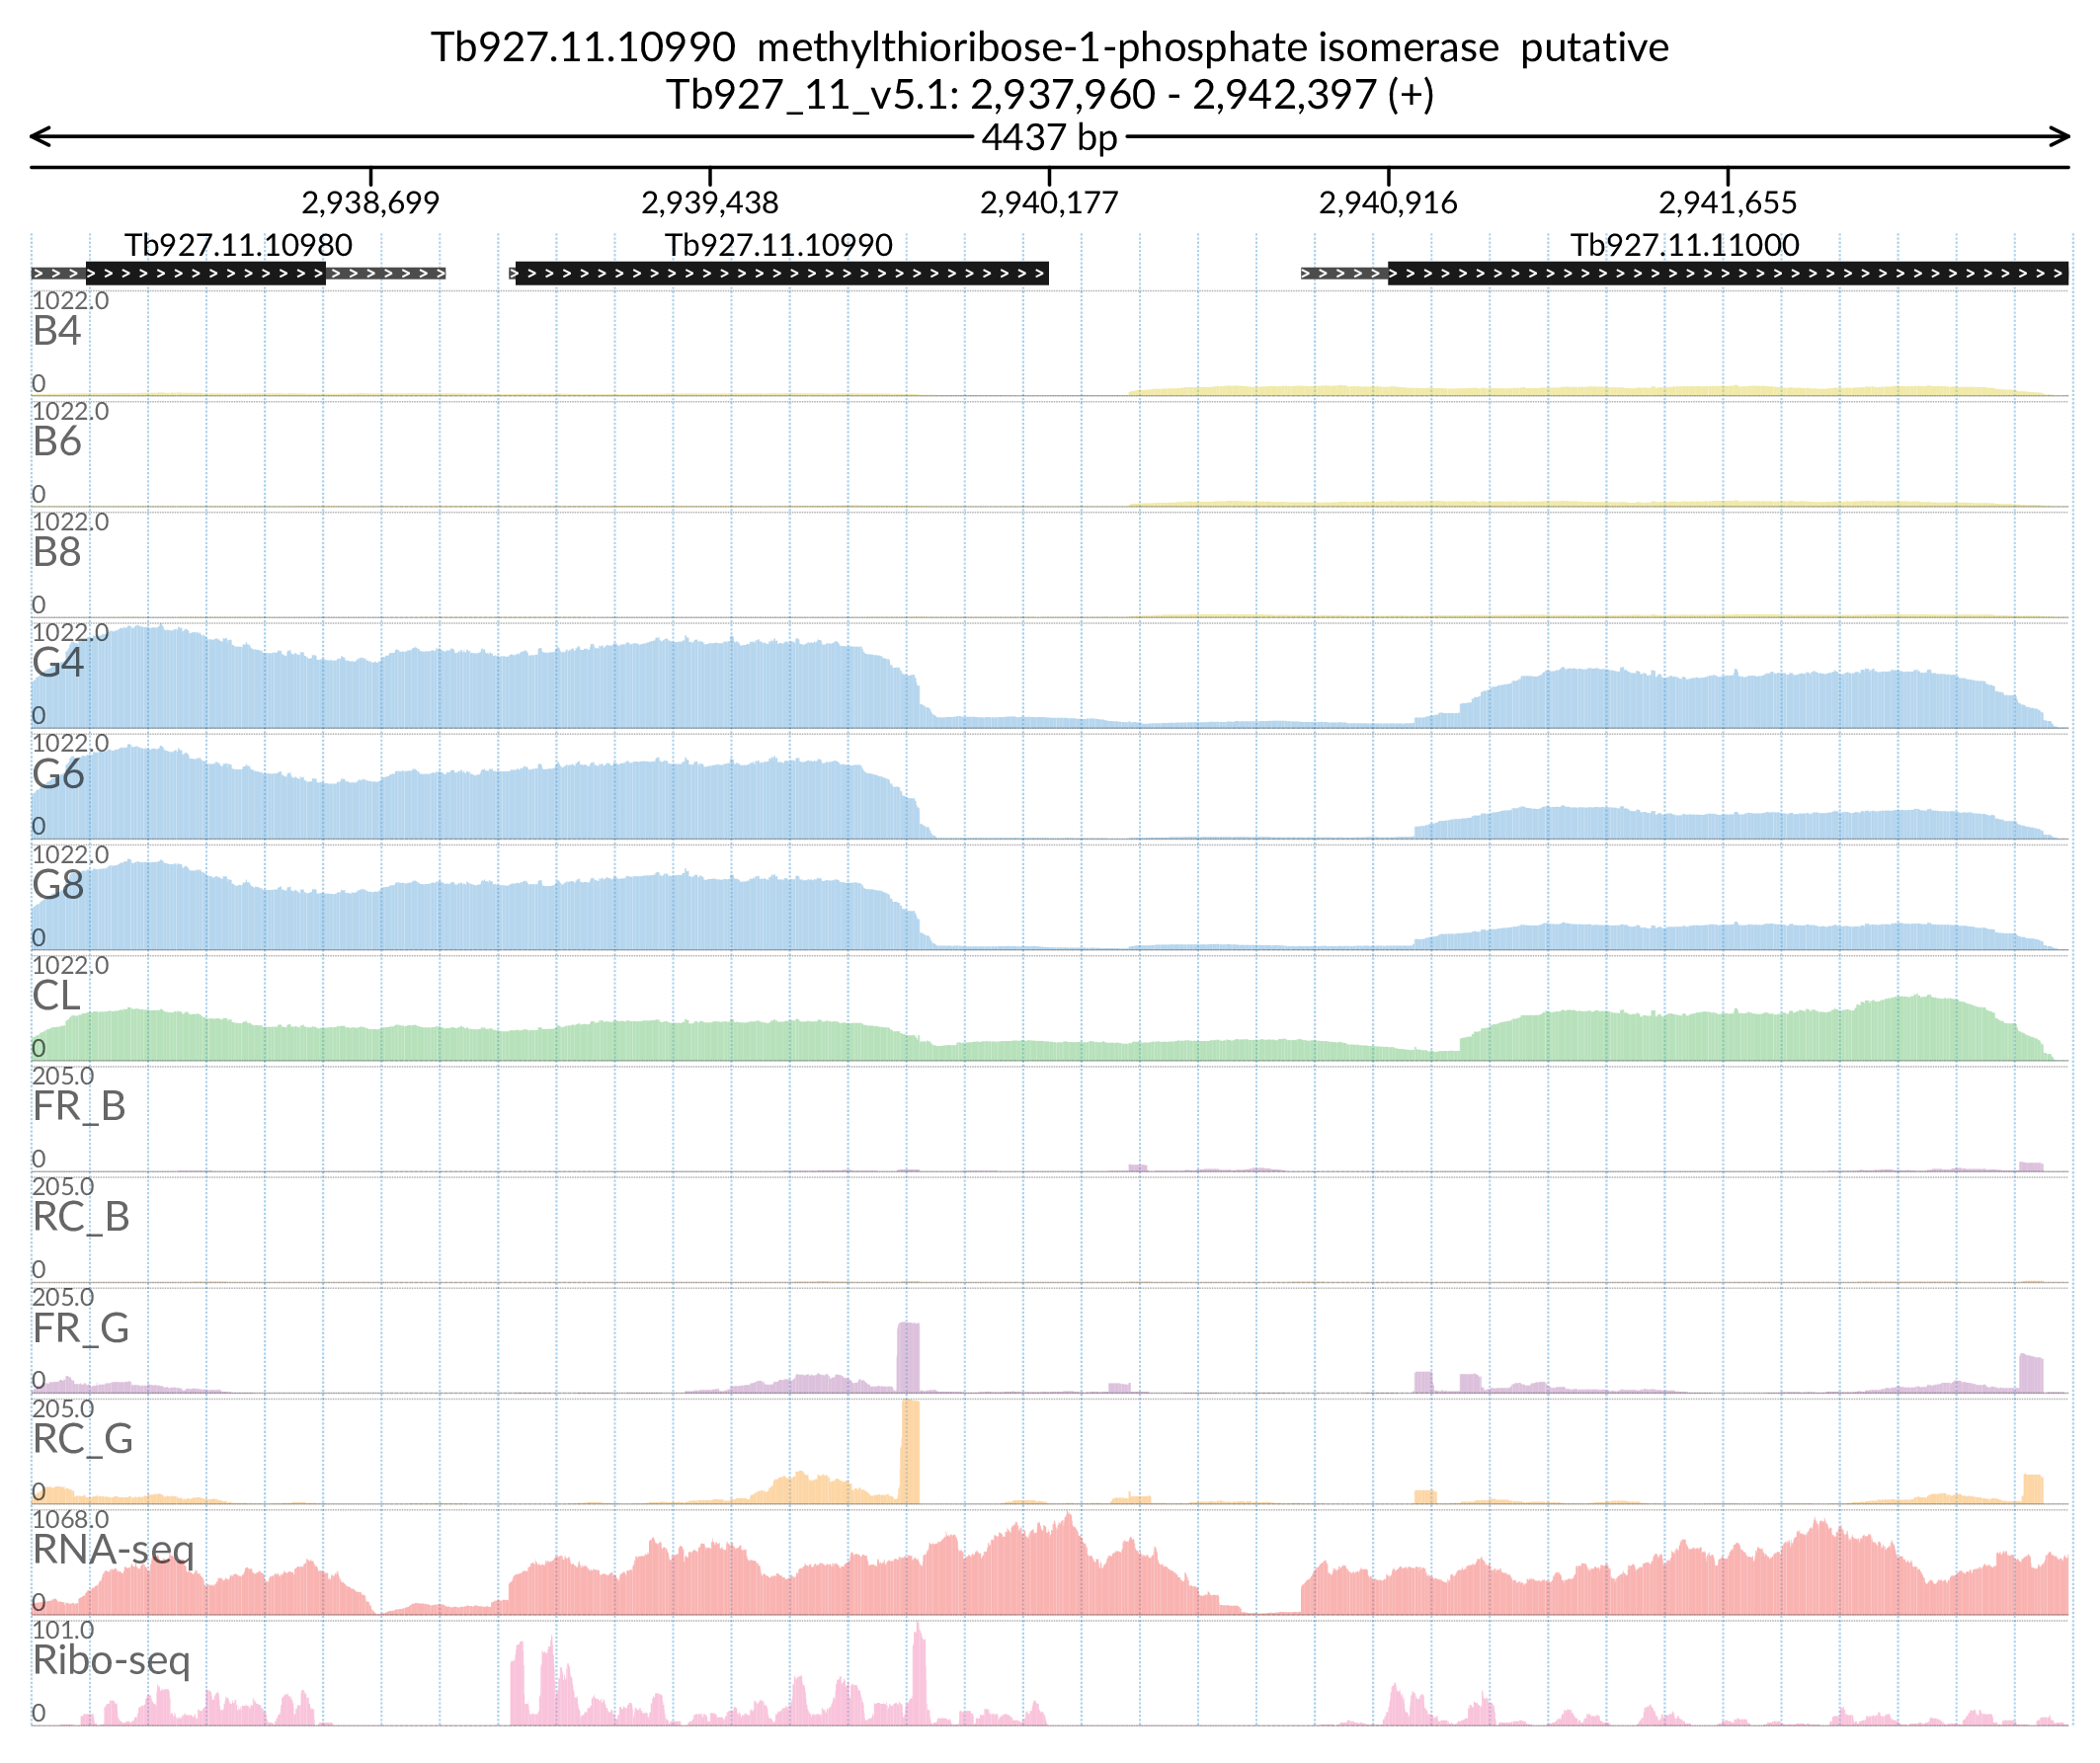 Tb927.11.10990 methylthioribose-1-phosphate isomerase putative
Tb927_11_v5.1: 2,937,960 - 2,942,397 (+)
4437 bp
2,938,699 2,939,438 2,940,177 2,940,916 2,941,655
Tb927.11.10980 Tb927.11.10990 Tb927.11.11000
1022.0
B4
0
1022.0
B6
0
1022.0
B8
0
1022.0
G4
0
1022.0
G6
0
1022.0
G8
0
1022.0
CL
0
205.0
FR_B
0
205.0
RC_B
0
205.0
FR_G
0
205.0
RC_G
0
1068.0
RNA-seq
0
101.0
Ribo-seq
0